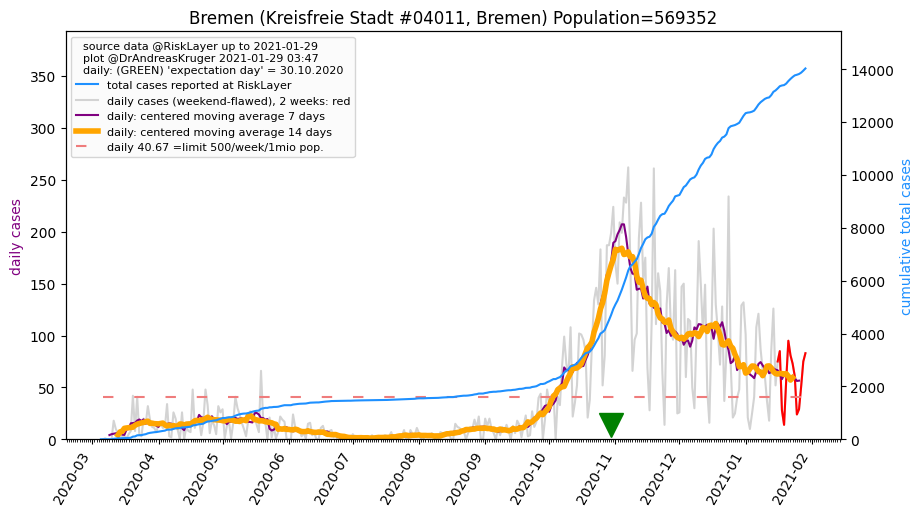 Bremen (Kreisfreie Stadt #04011, Bremen) Population=569352
source data @RiskLayer up to 2021-01-29
plot @DrAndreasKruger 2021-01-29 03:47
daily: (GREEN) 'expectation day' = 30.10.2020
total cases reported at RiskLayer
daily cases (weekend-flawed), 2 weeks: red
daily: centered moving average 7 days
daily: centered moving average 14 days
daily 40.67 =limit 500/week/1mio pop.
daily cases
350
300
250
200
150
100
50
0
14000
12000
10000
8000
6000
4000
2000
0
cumulative total cases
2020-03
2020-04
2020-05
2020-06
2020-07
2020-08
2020-09
2020-10
2020-11
2020-12
2021-01
2021-02